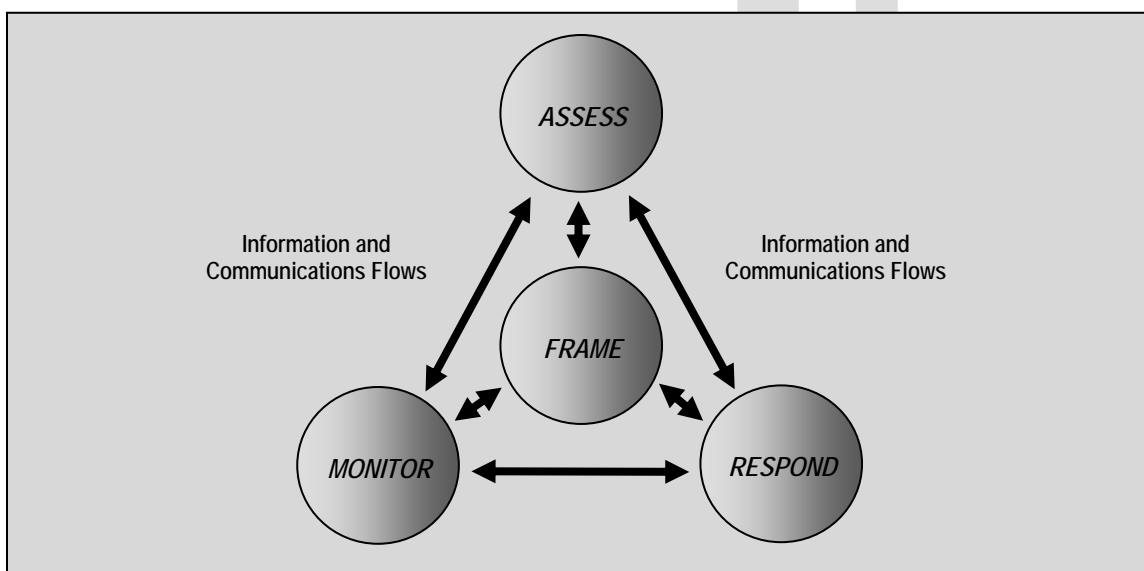 ASSESS
Information and
Communications Flows
Information and
Communications Flows
FRAME
MONITOR
RESPOND